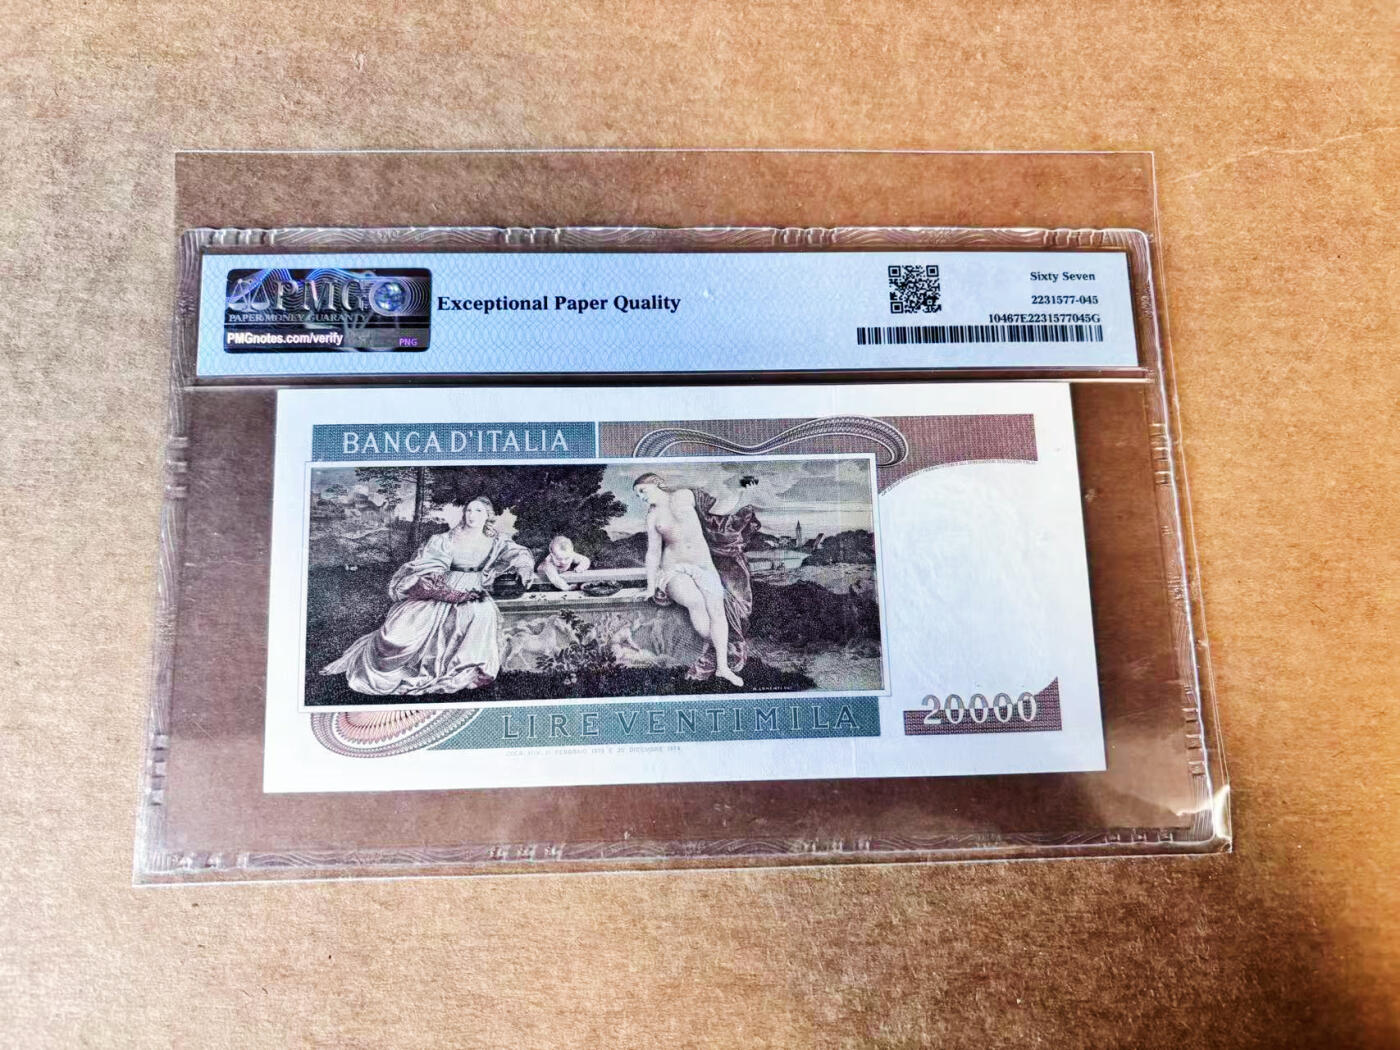 PMG
PAPER MONEY GUARANTY
PMGnotes.com/verify
PNG
Exceptional Paper Quality
Sixty Seven
2231577-045
10467E2231577045G
BANCA D'ITALIA
LIRE VENTIMILA
20000